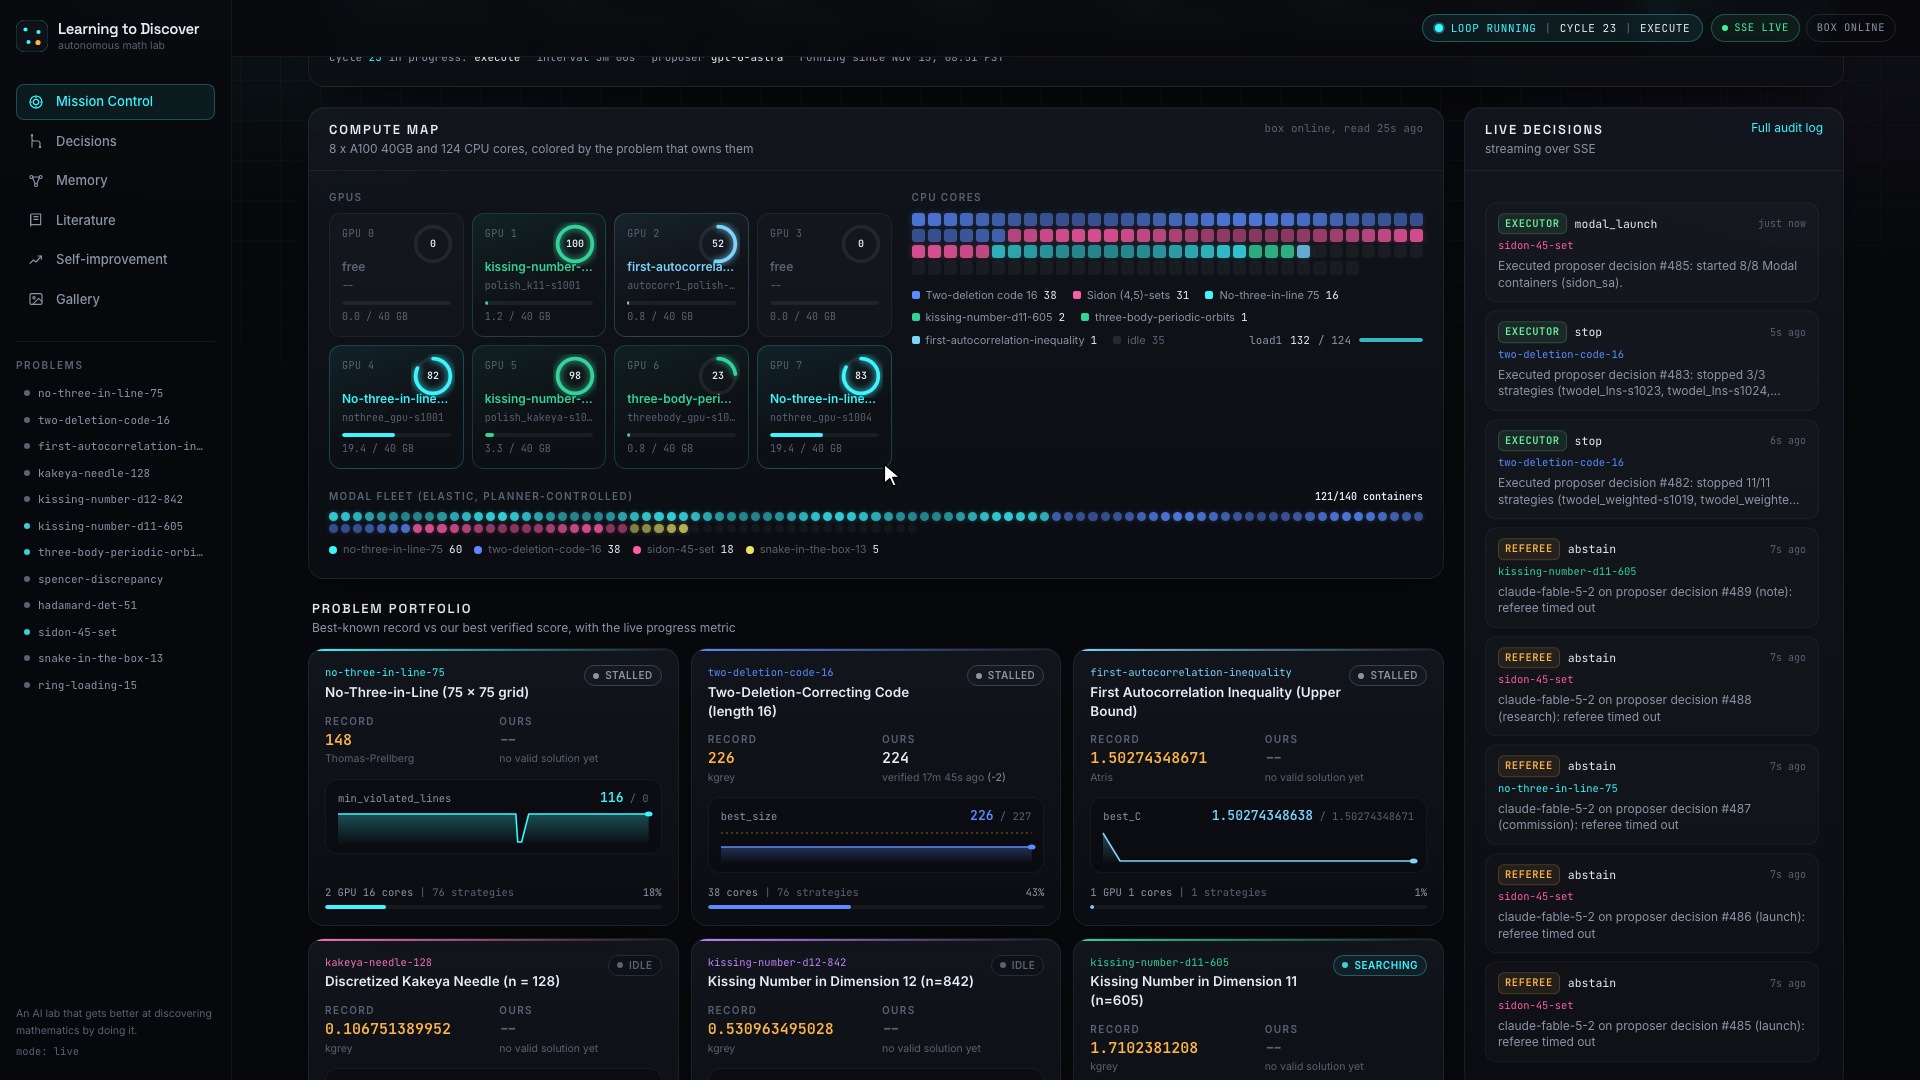 Learning to Discover
autonomous math lab
LOOP RUNNING | CYCLE 23 | EXECUTE
SSE LIVE
BOX ONLINE
Mission Control
Decisions
Memory
Literature
Self-improvement
Gallery
PROBLEMS
no-three-in-line-75
two-deletion-code-16
first-autocorrelation-in…
kakeya-needle-128
kissing-number-d12-842
kissing-number-d11-605
three-body-periodic-orbi…
spencer-discrepancy
hadamard-det-51
sidon-45-set
snake-in-the-box-13
ring-loading-15
An AI lab that gets better at discovering
mathematics by doing it.
mode: live
cycle 23 in progress: execute interval 3m 00s proposer gpt-6-astra running since Nov 15, 08:51 PST
COMPUTE MAP
box online, read 25s ago
8 x A100 40GB and 124 CPU cores, colored by the problem that owns them
GPUS
GPU 0
0
free
--
0.0 / 40 GB
GPU 1
100
kissing-number-…
polish_k11-s1001
1.2 / 40 GB
GPU 2
52
first-autocorrela…
autocorr1_polish-…
0.8 / 40 GB
GPU 3
0
free
--
0.0 / 40 GB
GPU 4
82
No-three-in-line…
nothree_gpu-s1001
19.4 / 40 GB
GPU 5
98
kissing-number-…
polish_kakeya-s10…
3.3 / 40 GB
GPU 6
23
three-body-peri…
threebody_gpu-s10…
0.8 / 40 GB
GPU 7
83
No-three-in-line…
nothree_gpu-s1004
19.4 / 40 GB
CPU CORES
Two-deletion code 16 38
Sidon (4,5)-sets 31
No-three-in-line 75 16
kissing-number-d11-605 2
three-body-periodic-orbits 1
first-autocorrelation-inequality 1
idle 35
load1 132 / 124
MODAL FLEET (ELASTIC, PLANNER-CONTROLLED)
121/140 containers
no-three-in-line-75 60
two-deletion-code-16 38
sidon-45-set 18
snake-in-the-box-13 5
PROBLEM PORTFOLIO
Best-known record vs our best verified score, with the live progress metric
no-three-in-line-75
STALLED
No-Three-in-Line (75 × 75 grid)
RECORD
148
Thomas-Prellberg
OURS
--
no valid solution yet
min_violated_lines
116 / 0
2 GPU 16 cores | 76 strategies
18%
two-deletion-code-16
STALLED
Two-Deletion-Correcting Code
(length 16)
RECORD
226
kgrey
OURS
224
verified 17m 45s ago (-2)
best_size
226 / 227
38 cores | 76 strategies
43%
first-autocorrelation-inequality
STALLED
First Autocorrelation Inequality (Upper
Bound)
RECORD
1.50274348671
Atris
OURS
--
no valid solution yet
best_C
1.50274348638 / 1.50274348671
1 GPU 1 cores | 1 strategies
1%
kakeya-needle-128
IDLE
Discretized Kakeya Needle (n = 128)
RECORD
0.106751389952
kgrey
OURS
--
no valid solution yet
kissing-number-d12-842
IDLE
Kissing Number in Dimension 12 (n=842)
RECORD
0.530963495028
kgrey
OURS
--
no valid solution yet
kissing-number-d11-605
SEARCHING
Kissing Number in Dimension 11
(n=605)
RECORD
1.7102381208
kgrey
OURS
--
no valid solution yet
LIVE DECISIONS
Full audit log
streaming over SSE
EXECUTOR modal_launch
just now
sidon-45-set
Executed proposer decision #485: started 8/8 Modal
containers (sidon_sa).
EXECUTOR stop
5s ago
two-deletion-code-16
Executed proposer decision #483: stopped 3/3
strategies (twodel_lns-s1023, twodel_lns-s1024,…
EXECUTOR stop
6s ago
two-deletion-code-16
Executed proposer decision #482: stopped 11/11
strategies (twodel_weighted-s1019, twodel_weighte…
REFEREE abstain
7s ago
kissing-number-d11-605
claude-fable-5-2 on proposer decision #489 (note):
referee timed out
REFEREE abstain
7s ago
sidon-45-set
claude-fable-5-2 on proposer decision #488
(research): referee timed out
REFEREE abstain
7s ago
no-three-in-line-75
claude-fable-5-2 on proposer decision #487
(commission): referee timed out
REFEREE abstain
7s ago
sidon-45-set
claude-fable-5-2 on proposer decision #486 (launch):
referee timed out
REFEREE abstain
7s ago
sidon-45-set
claude-fable-5-2 on proposer decision #485 (launch):
referee timed out